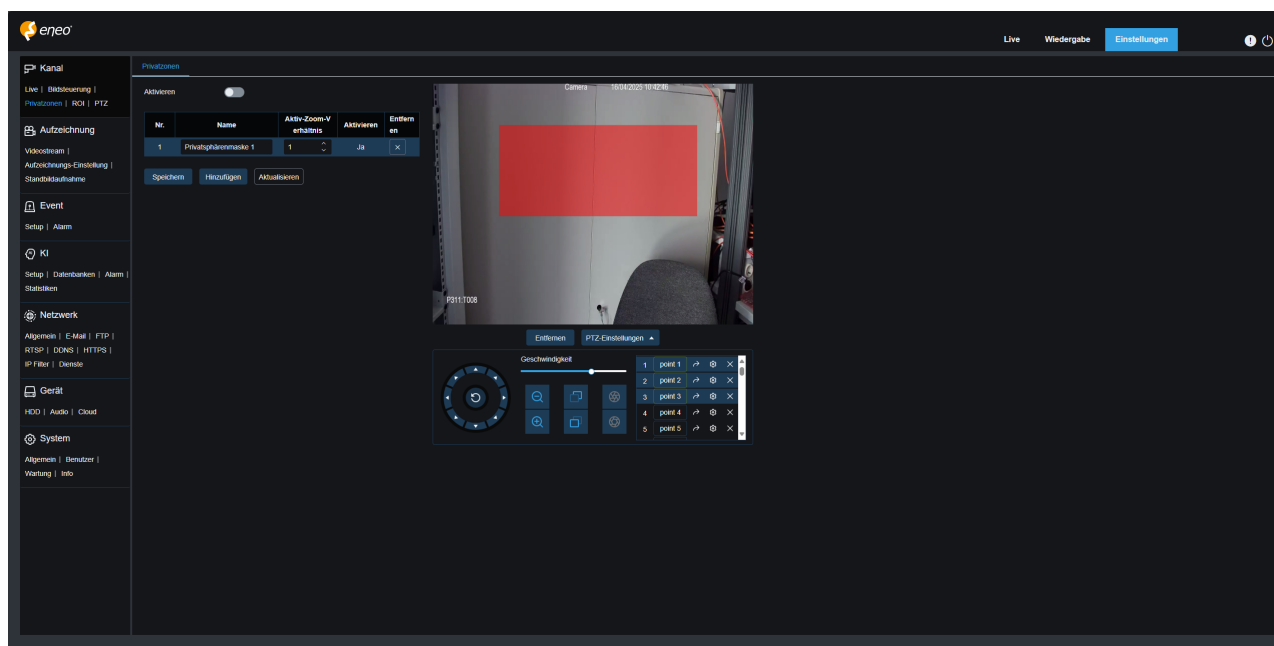 eneo
Live Wiedergabe Einstellungen
Kanal
Live | Bildsteuerung |
Privatzonen | ROI | PTZ
Aufzeichnung
Videostream |
Aufzeichnungs-Einstellung |
Standbildaufnahme
Event
Setup | Alarm
KI
Setup | Datenbanken | Alarm |
Statistiken
Netzwerk
Allgemein | E-Mail | FTP |
RTSP | DDNS | HTTPS |
IP Filter | Dienste
Gerät
HDD | Audio | Cloud
System
Allgemein | Benutzer |
Wartung | Info
Privatzonen
Aktivieren
Nr. Name Aktiv-Zoom-V
erhältnis Aktivieren Entfern
en
1 Privatsphärenmaske 1 1 Ja
Speichern Hinzufügen Aktualisieren
Camera 16/04/2025 10:42:46
P311:T008
Entfernen PTZ-Einstellungen
Geschwindigkeit
1 point 1
2 point 2
3 point 3
4 point 4
5 point 5